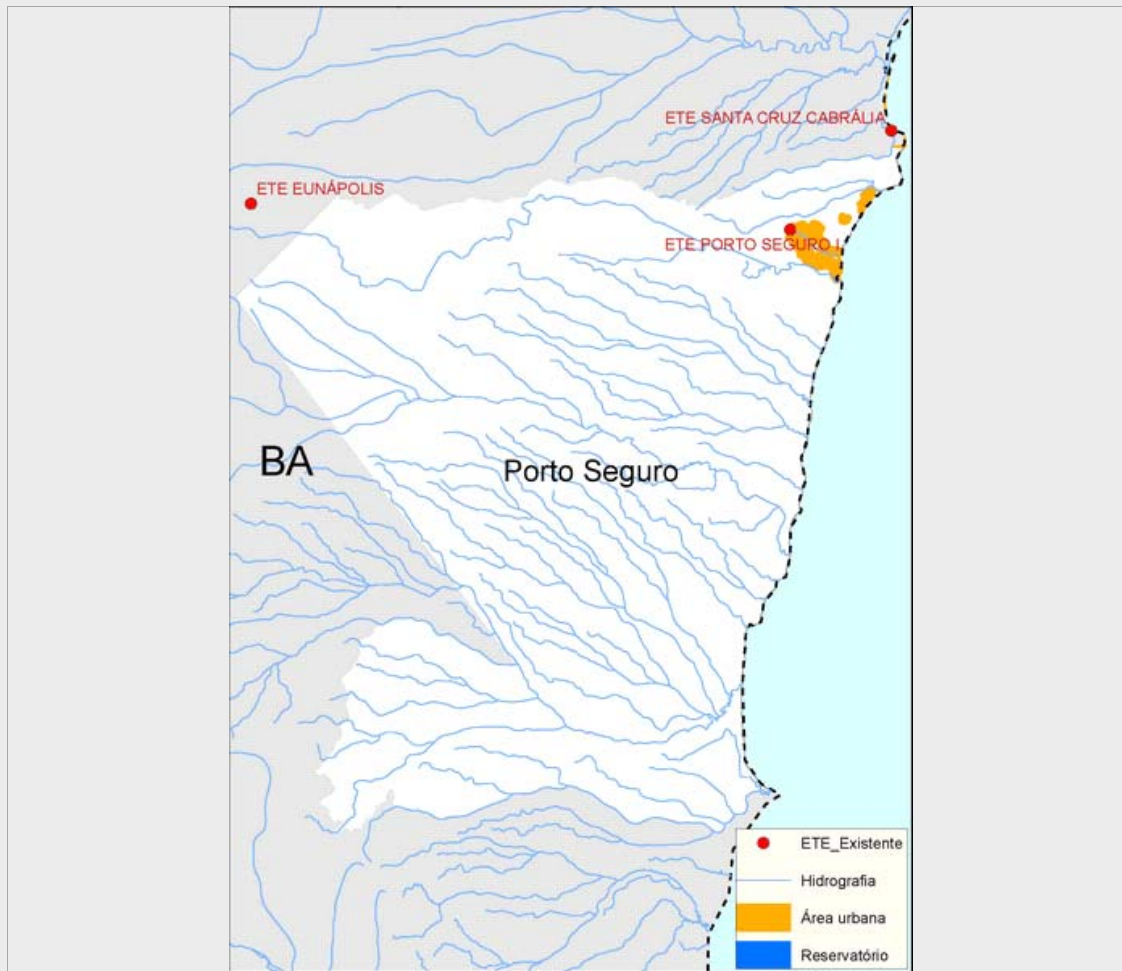 ETE SANTA CRUZ CABRÁLIA
ETE EUNÁPOLIS
ETE PORTO SEGURO I
BA
Porto Seguro
ETE_Existente
Hidrografia
Área urbana
Reservatório